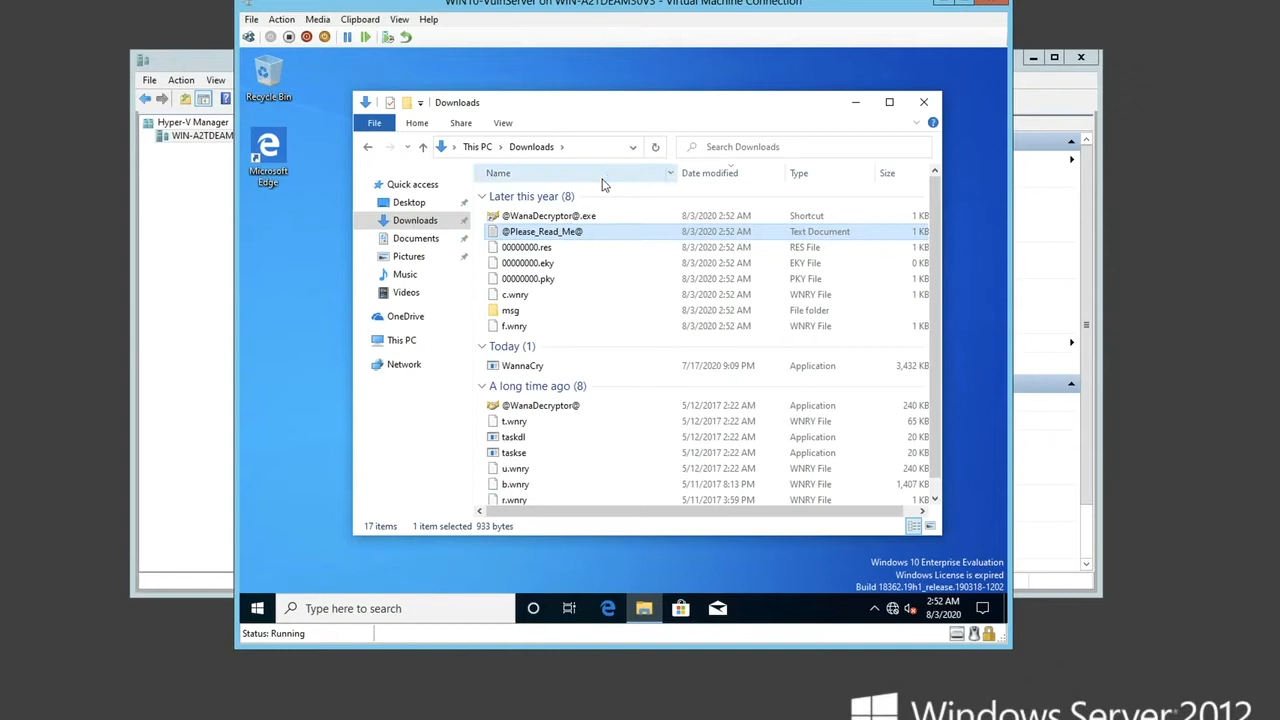 WIN10-VulnServer on WIN-A2TDEAM50V3 - Virtual Machine Connection
File Action Media Clipboard View Help
File Action View
Hyper-V Manager
WIN-A2TDEAM
Recycle Bin
Microsoft
Edge
Downloads
File Home Share View
This PC Downloads
Search Downloads
Name Date modified Type Size
Quick access
Desktop
Downloads
Documents
Pictures
Music
Videos
OneDrive
This PC
Network
Later this year (8)
@WanaDecryptor@.exe 8/3/2020 2:52 AM Shortcut 1 KB
@Please_Read_Me@ 8/3/2020 2:52 AM Text Document 1 KB
00000000.res 8/3/2020 2:52 AM RES File 1 KB
00000000.eky 8/3/2020 2:52 AM EKY File 0 KB
00000000.pky 8/3/2020 2:52 AM PKY File 1 KB
c.wnry 8/3/2020 2:52 AM WNRY File 1 KB
msg 8/3/2020 2:52 AM File folder
f.wnry 8/3/2020 2:52 AM WNRY File 1 KB
Today (1)
WannaCry 7/17/2020 9:09 PM Application 3,432 KB
A long time ago (8)
@WanaDecryptor@ 5/12/2017 2:22 AM Application 240 KB
t.wnry 5/12/2017 2:22 AM WNRY File 65 KB
taskdl 5/12/2017 2:22 AM Application 20 KB
taskse 5/12/2017 2:22 AM Application 20 KB
u.wnry 5/12/2017 2:22 AM WNRY File 240 KB
b.wnry 5/11/2017 8:13 PM WNRY File 1,407 KB
r.wnry 5/11/2017 3:59 PM WNRY File 1 KB
17 items 1 item selected 933 bytes
Windows 10 Enterprise Evaluation
Windows License is expired
Build 18362.19h1_release.190318-1202
Type here to search
2:52 AM
8/3/2020
Status: Running
Windows Server 2012